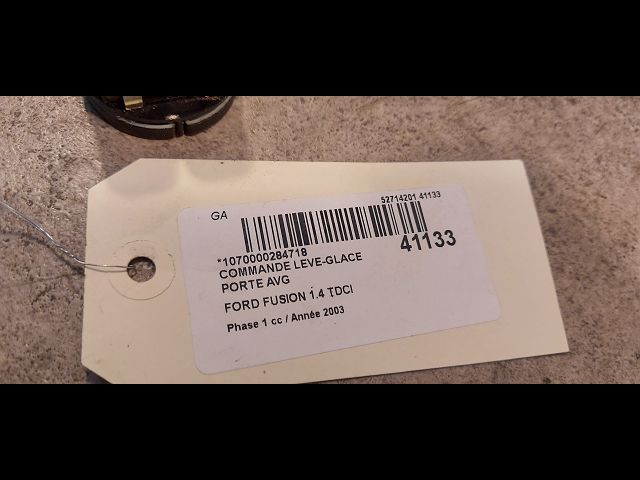 GA
52714201 41133
*1070000284718
41133
COMMANDE LEVE-GLACE
PORTE AVG
FORD FUSION 1.4 TDCI
Phase 1 cc / Année 2003